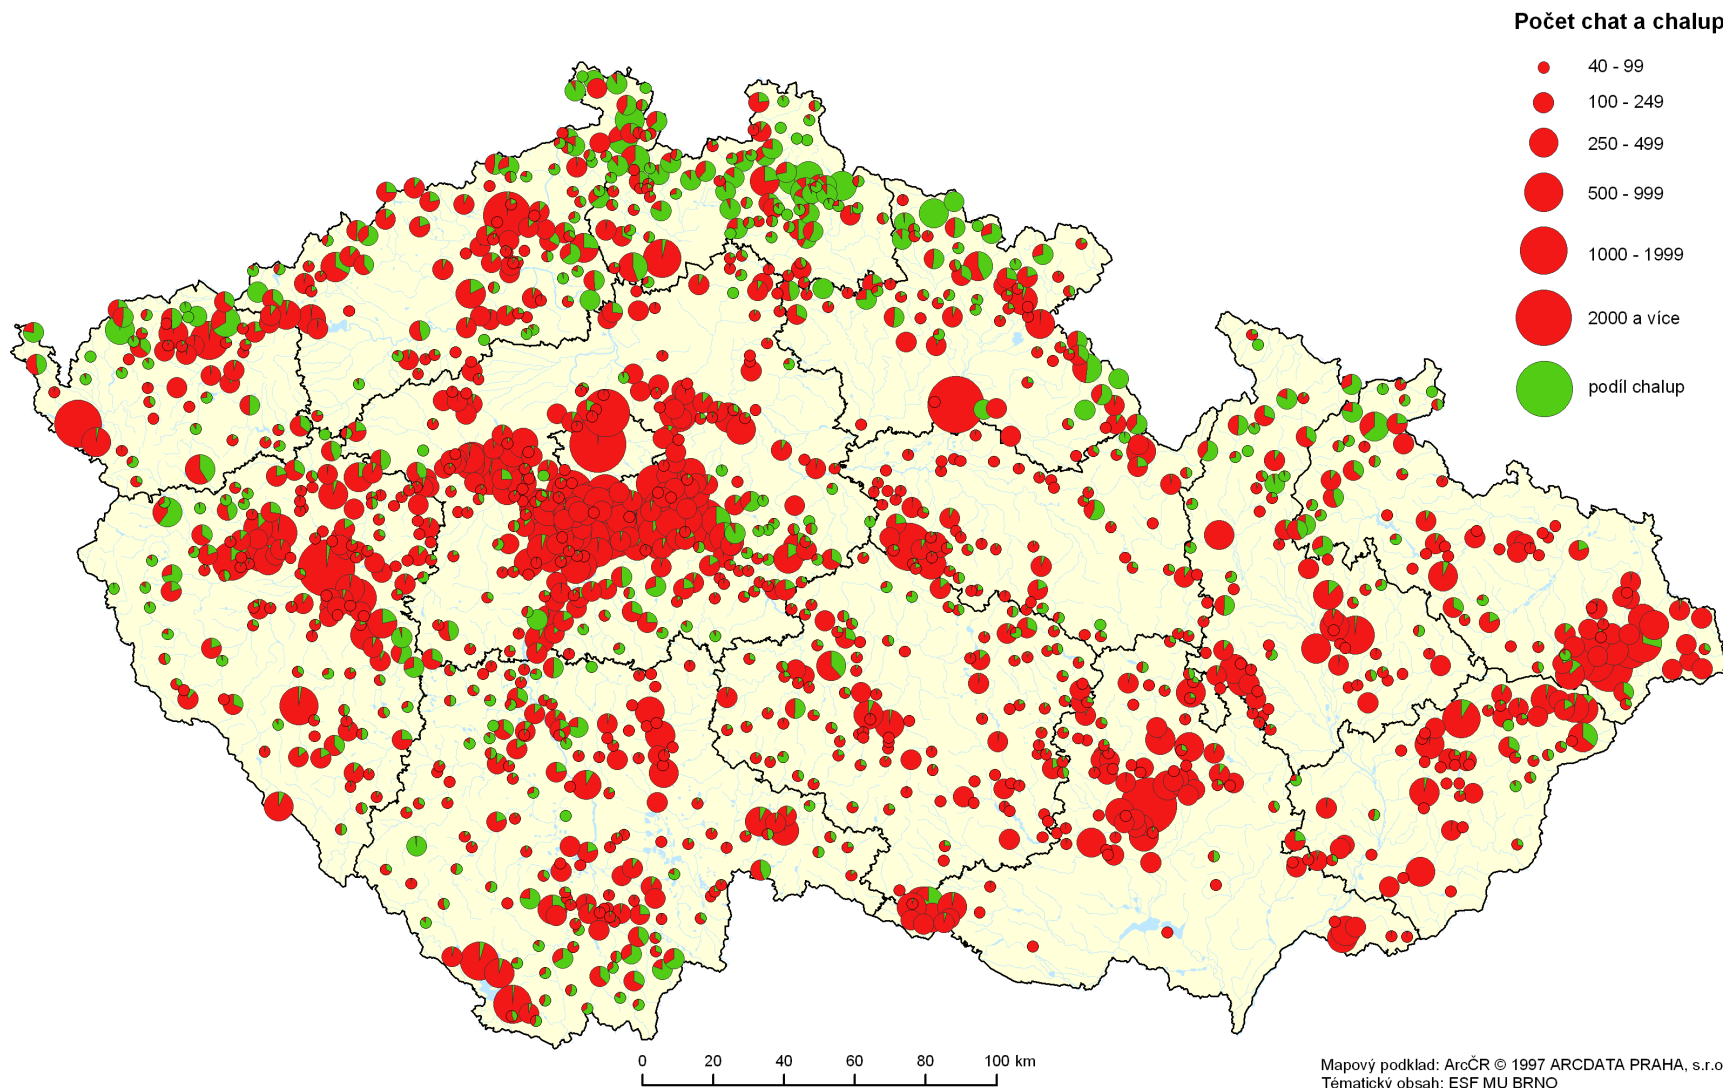 Počet chat a chalup
40 - 99
100 - 249
250 - 499
500 - 999
1000 - 1999
2000 a více
podíl chalup
0 20 40 60 80 100 km
Mapový podklad: ArcČR © 1997 ARCDATA PRAHA, s.r.o
Tématický obsah: ESF MU BRNO